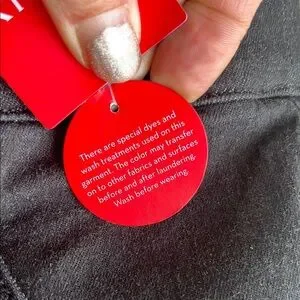 There are special dyes and
wash treatments used on this
garment. The color may transfer
on to other fabrics and surfaces
before and after laundering.
Wash before wearing.